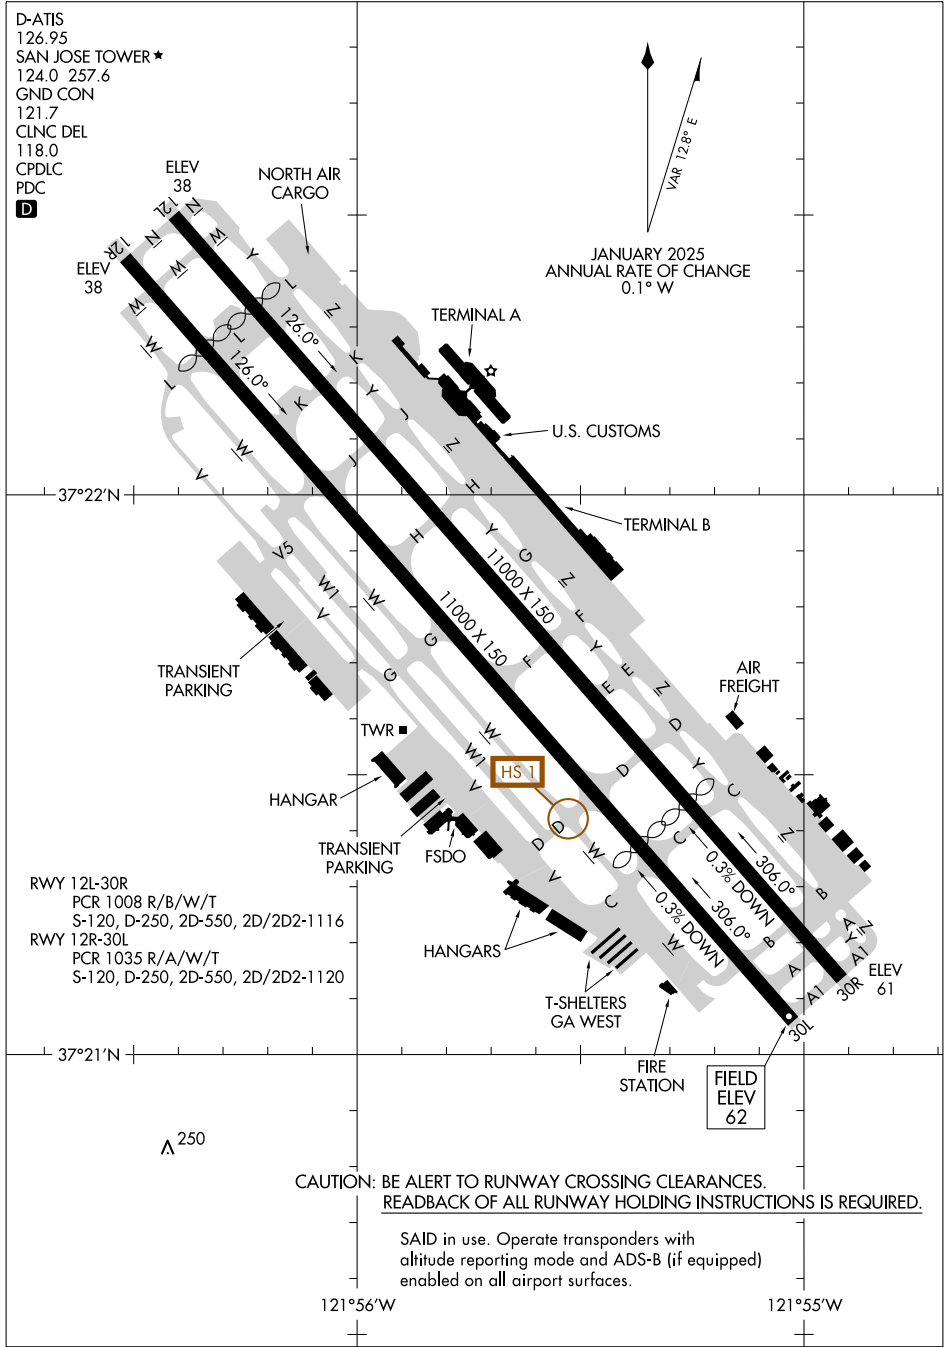 D-ATIS
126.95
SAN JOSE TOWER ★
124.0 257.6
GND CON
121.7
CLNC DEL
118.0
CPDLC
PDC
D
VAR 12.8° E
JANUARY 2025
ANNUAL RATE OF CHANGE
0.1° W
ELEV
38
12L
N
N
W
W
Y
12R
ELEV
38
W
W
NORTH AIR
CARGO
L
L
L
Z
126.0°
126.0°
K
K
Y
J
J
Z
H
H
TERMINAL A
U.S. CUSTOMS
TERMINAL B
37°22'N
V
W
V5
W1
V
W
Y
G
Z
F
11000 X 150
11000 X 150
G
G
F
Y
E
E
Z
D
D
Y
C
Z
TRANSIENT
PARKING
AIR
FREIGHT
TWR
W
W1
V
HS 1
HANGAR
TRANSIENT
PARKING
FSDO
D
D
V
W
C
C
0.3% DOWN
306.0°
0.3% DOWN
306.0°
B
B
RWY 12L-30R
PCR 1008 R/B/W/T
S-120, D-250, 2D-550, 2D/2D2-1116
RWY 12R-30L
PCR 1035 R/A/W/T
S-120, D-250, 2D-550, 2D/2D2-1120
HANGARS
T-SHELTERS
GA WEST
W
A
Z
Y
A1
A
A1
30R
ELEV
61
30L
FIRE
STATION
FIELD
ELEV
62
37°21'N
250
CAUTION: BE ALERT TO RUNWAY CROSSING CLEARANCES.
READBACK OF ALL RUNWAY HOLDING INSTRUCTIONS IS REQUIRED.
SAID in use. Operate transponders with
altitude reporting mode and ADS-B (if equipped)
enabled on all airport surfaces.
121°56'W
121°55'W